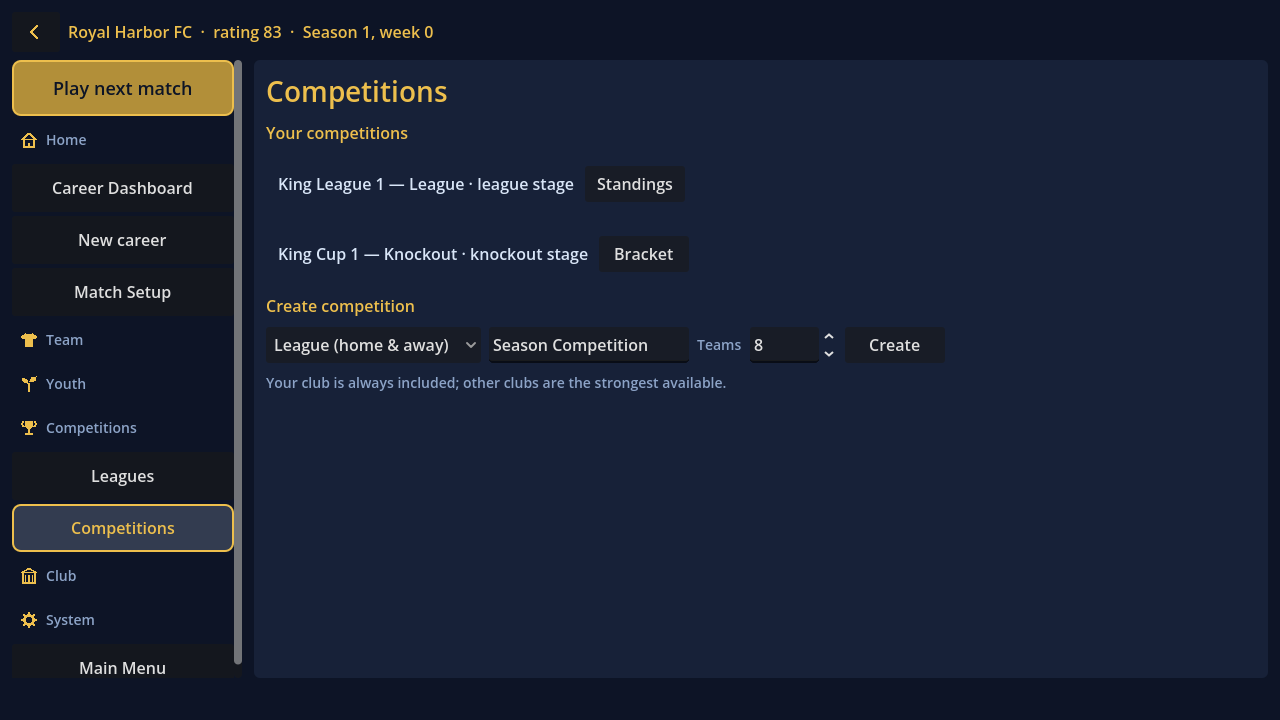 Royal Harbor FC · rating 83 · Season 1, week 0
Play next match
Home
Career Dashboard
New career
Match Setup
Team
Youth
Competitions
Leagues
Competitions
Club
System
Main Menu
Competitions
Your competitions
King League 1 — League · league stage Standings
King Cup 1 — Knockout · knockout stage Bracket
Create competition
League (home & away) Season Competition Teams 8 Create
Your club is always included; other clubs are the strongest available.